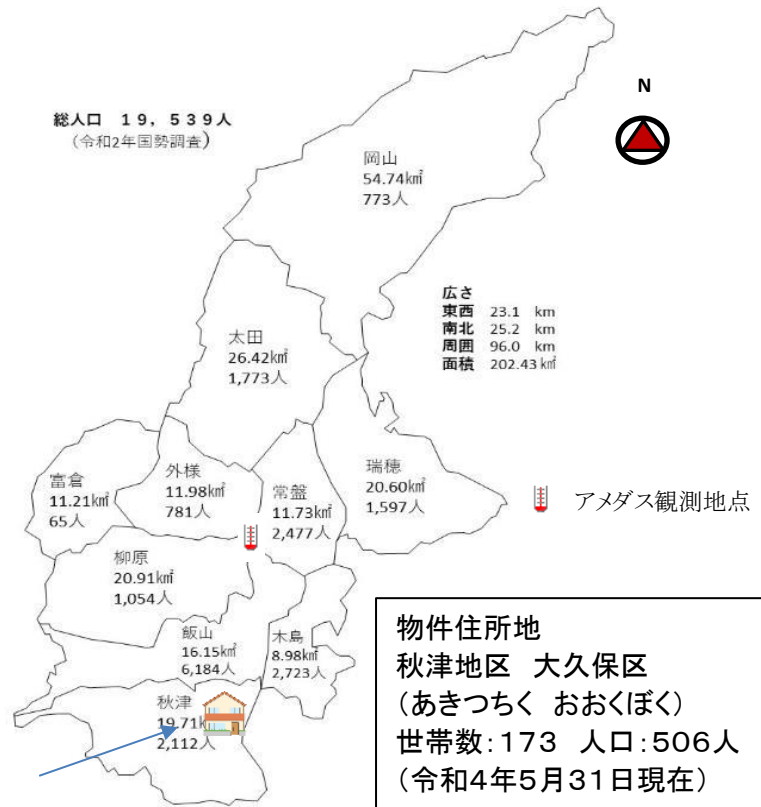 N
総人口 19,539人
(令和2年国勢調査)
岡山
54.74㎢
773人
広さ
東西 23.1 km
南北 25.2 km
周囲 96.0 km
面積 202.43㎢
太田
26.42㎢
1,773人
瑞穂
20.60㎢
1,597人
外様
11.98㎢
781人
常盤
11.73㎢
2,477人
富倉
11.21㎢
65人
アメダス観測地点
柳原
20.91㎢
1,054人
飯山
16.15㎢
6,184人
木島
8.98㎢
2,723人
秋津
19.71k
2,112人
物件住所地
秋津地区 大久保区
(あきつちく おおくぼく)
世帯数:173 人口:506人
(令和4年5月31日現在)